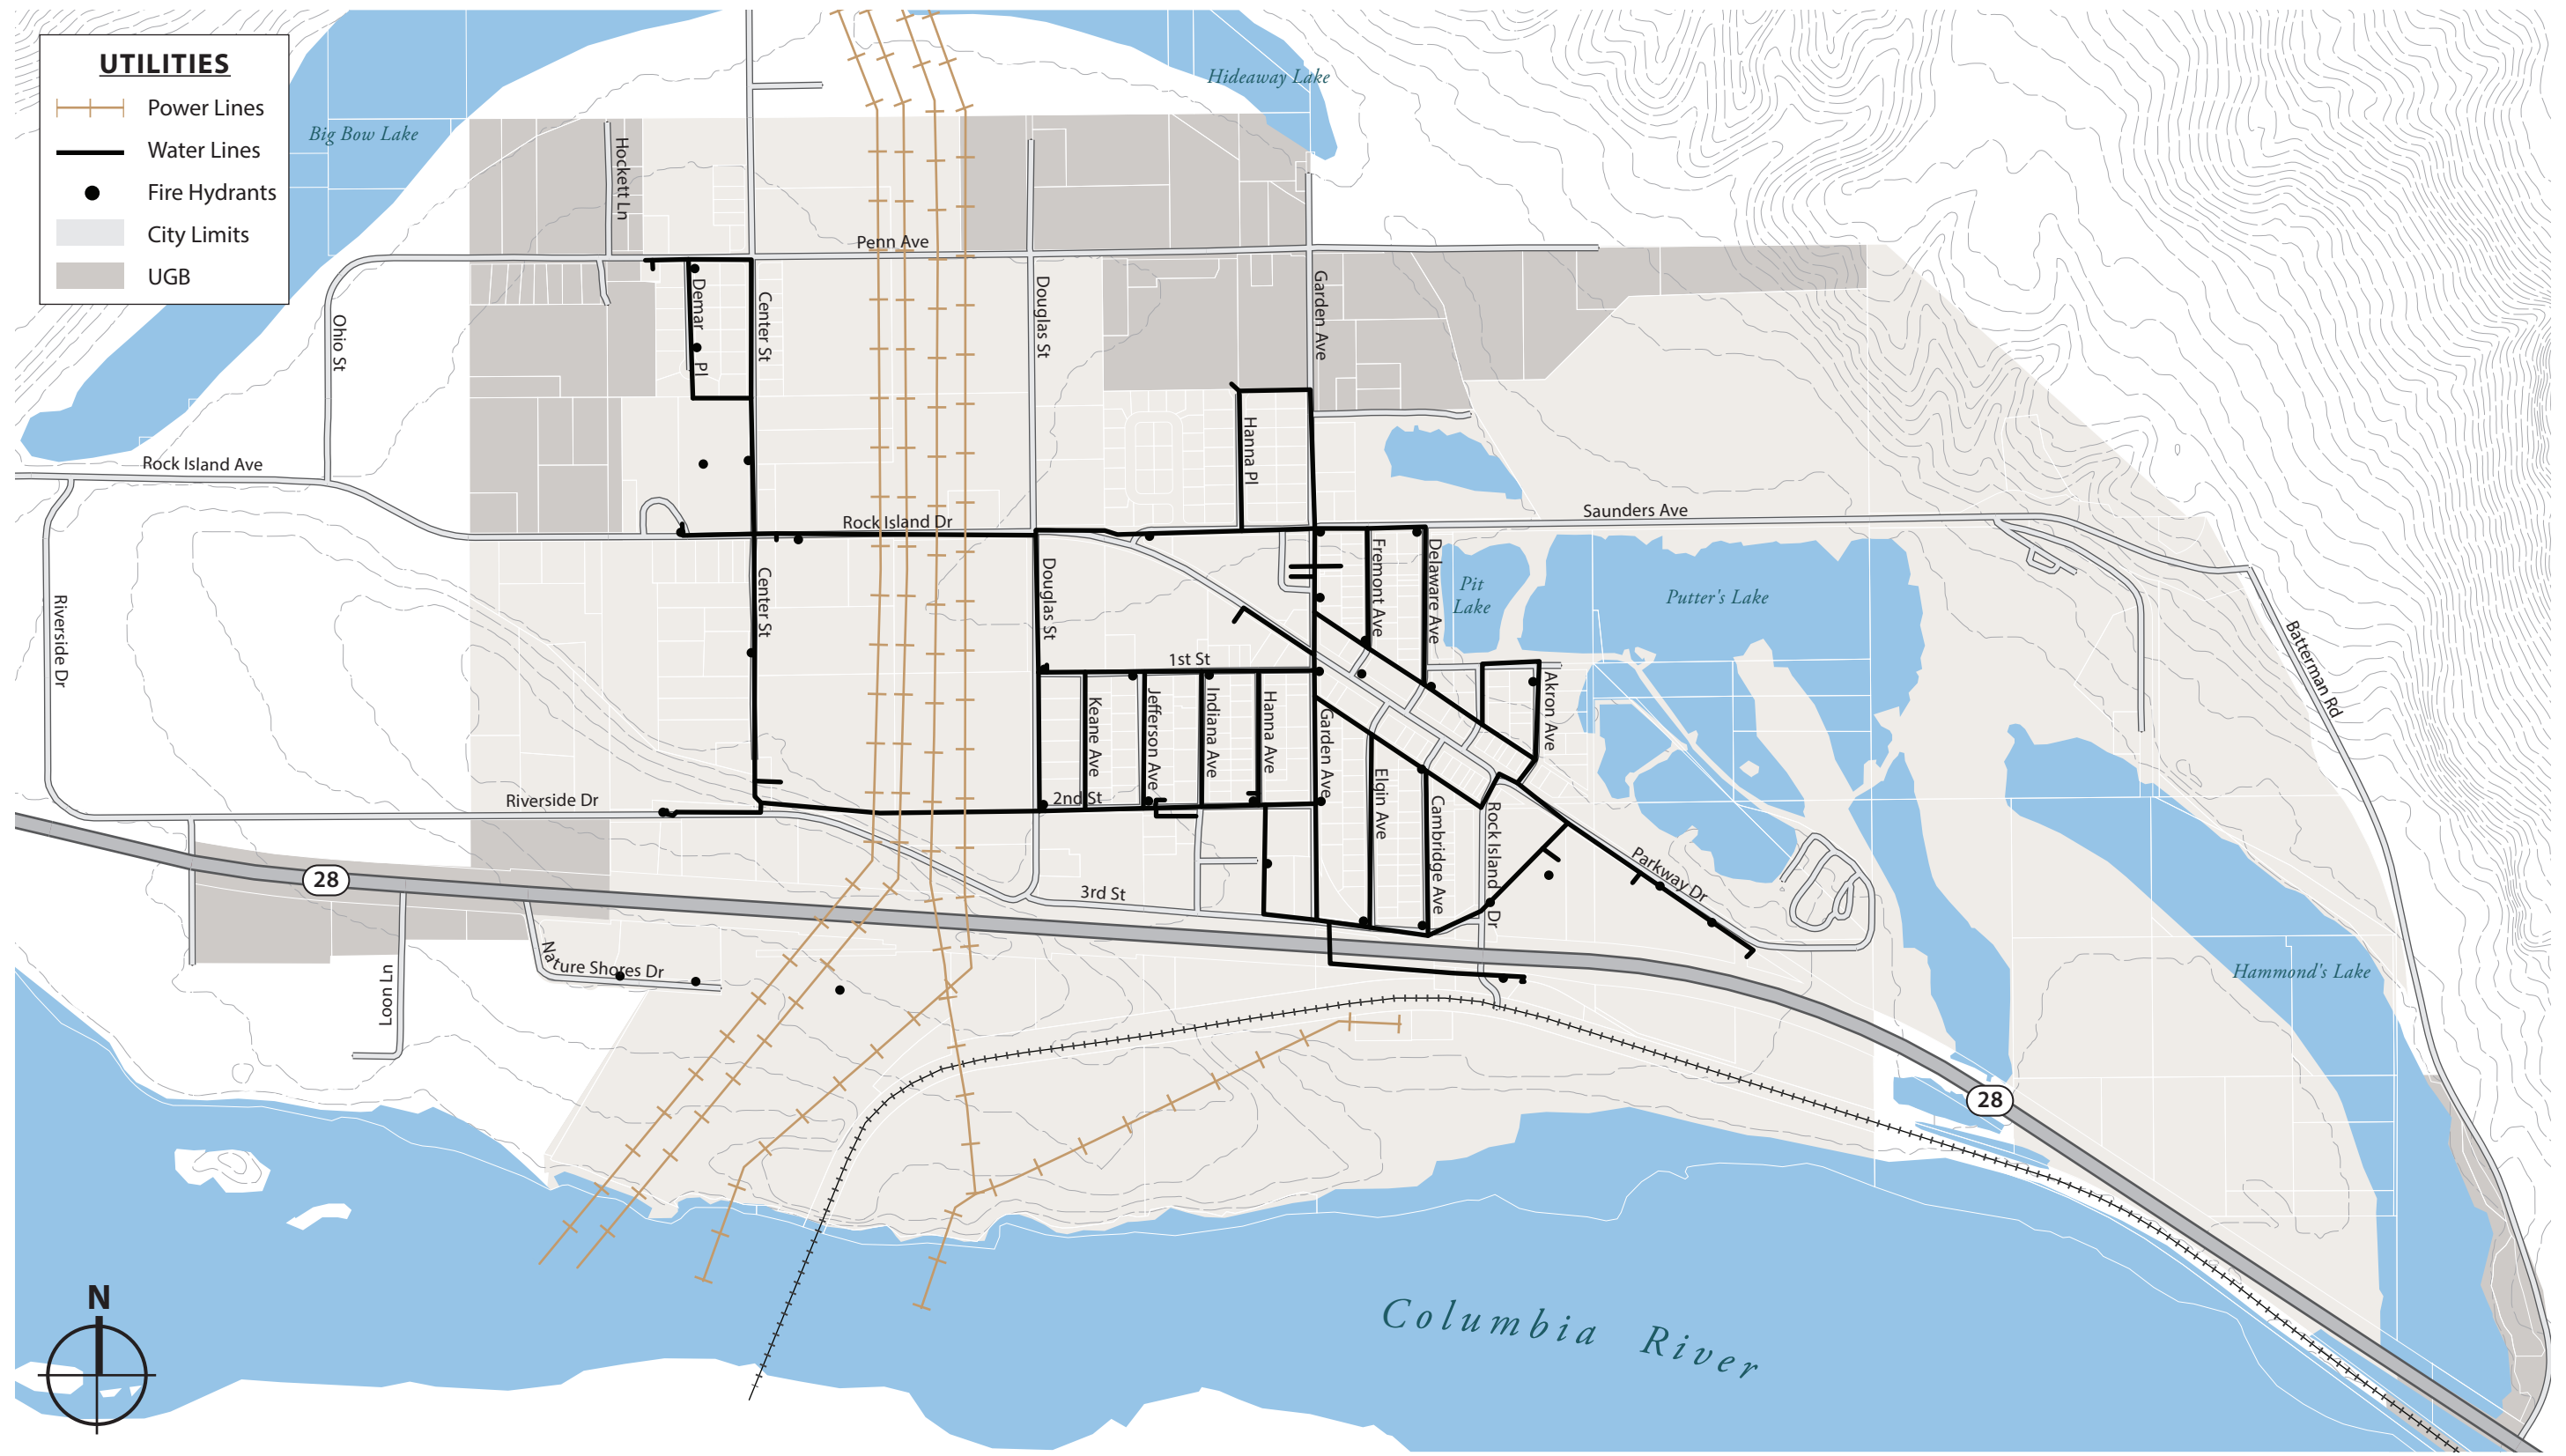 UTILITIES
Power Lines
Water Lines
Fire Hydrants
City Limits
UGB
Big Bow Lake
Hideaway Lake
Hockett Ln
Penn Ave
Demar Pl
Center St
Douglas St
Garden Ave
Ohio St
Rock Island Ave
Hanna Pl
Rock Island Dr
Saunders Ave
Riverside Dr
Center St
Douglas St
Fremont Ave
Delaware Ave
Pit
Lake
Putter's Lake
Batterman Rd
1st St
Keane Ave
Jefferson Ave
Indiana Ave
Hanna Ave
Garden Ave
Akron Ave
Elgin Ave
Cambridge Ave
Rock Island Dr
Riverside Dr
2nd St
Parkway Dr
28
3rd St
Nature Shores Dr
Loon Ln
Hammond's Lake
28
N
Columbia River